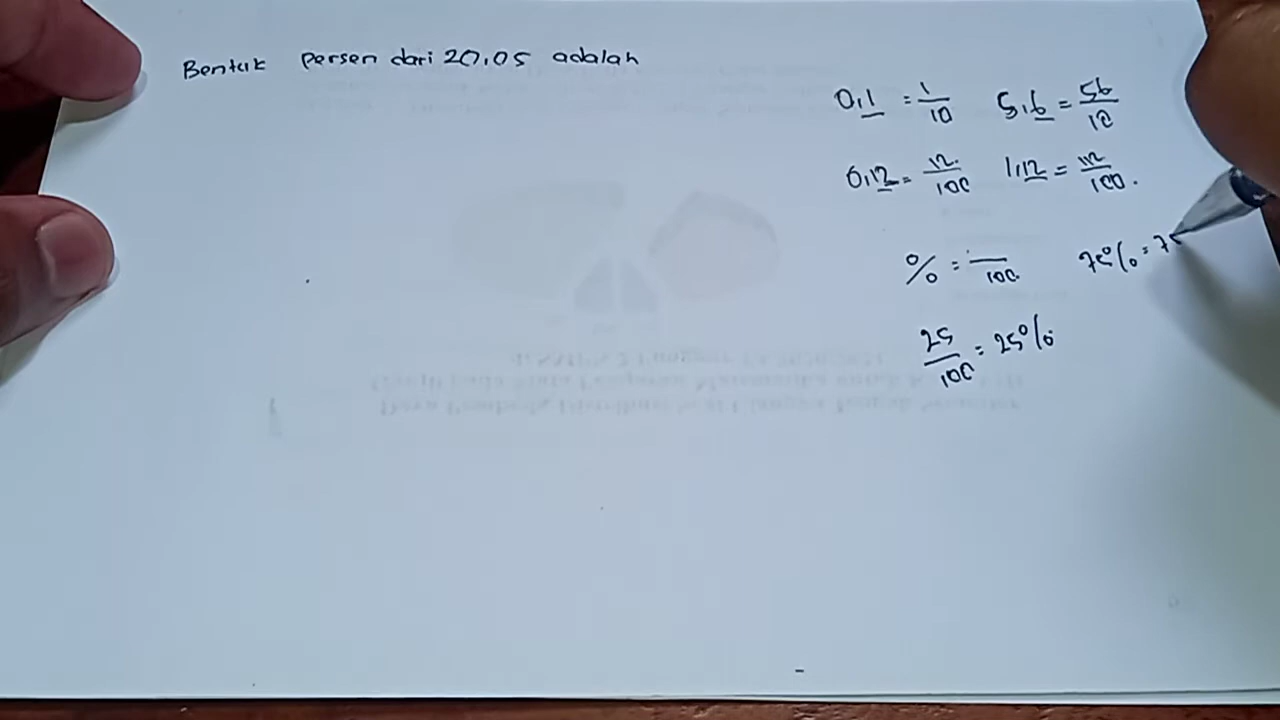 Bentuk persen dari 20,05 adalah
0,1 = 1/10 5,6 = 56/10
0,12 = 12/100 1,12 = 112/100.
% = /100 75% = 7
25/100 = 25%